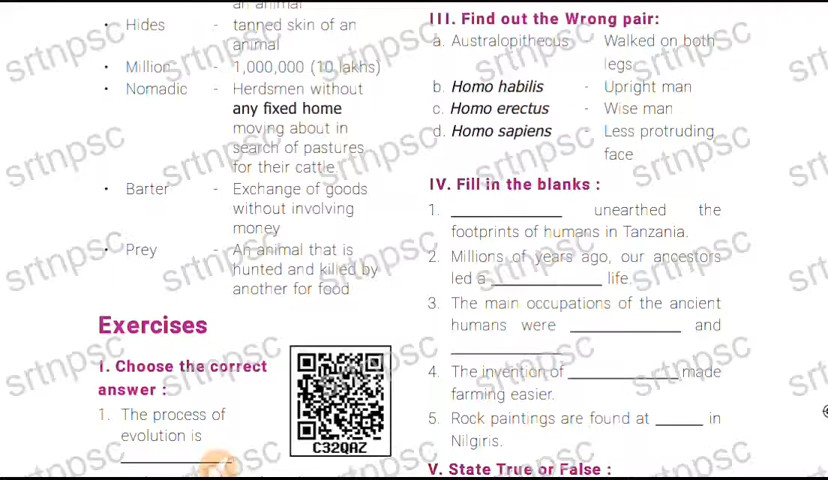 an animal
• Hides - tanned skin of an
animal
• Million - 1,000,000 (10 lakhs)
• Nomadic - Herdsmen without
any fixed home
moving about in
search of pastures
for their cattle
• Barter - Exchange of goods
without involving
money
• Prey - An animal that is
hunted and killed by
another for food
Exercises
I. Choose the correct
answer :
1. The process of
evolution is
C32QAZ
III. Find out the Wrong pair:
a. Australopithecus - Walked on both
legs
b. Homo habilis - Upright man
c. Homo erectus - Wise man
d. Homo sapiens - Less protruding
face
IV. Fill in the blanks :
1. ____________ unearthed the
footprints of humans in Tanzania.
2. Millions of years ago, our ancestors
led a ____________ life.
3. The main occupations of the ancient
humans were ____________ and
____________.
4. The invention of ____________ made
farming easier.
5. Rock paintings are found at ______ in
Nilgiris.
V. State True or False :
srtnpsc